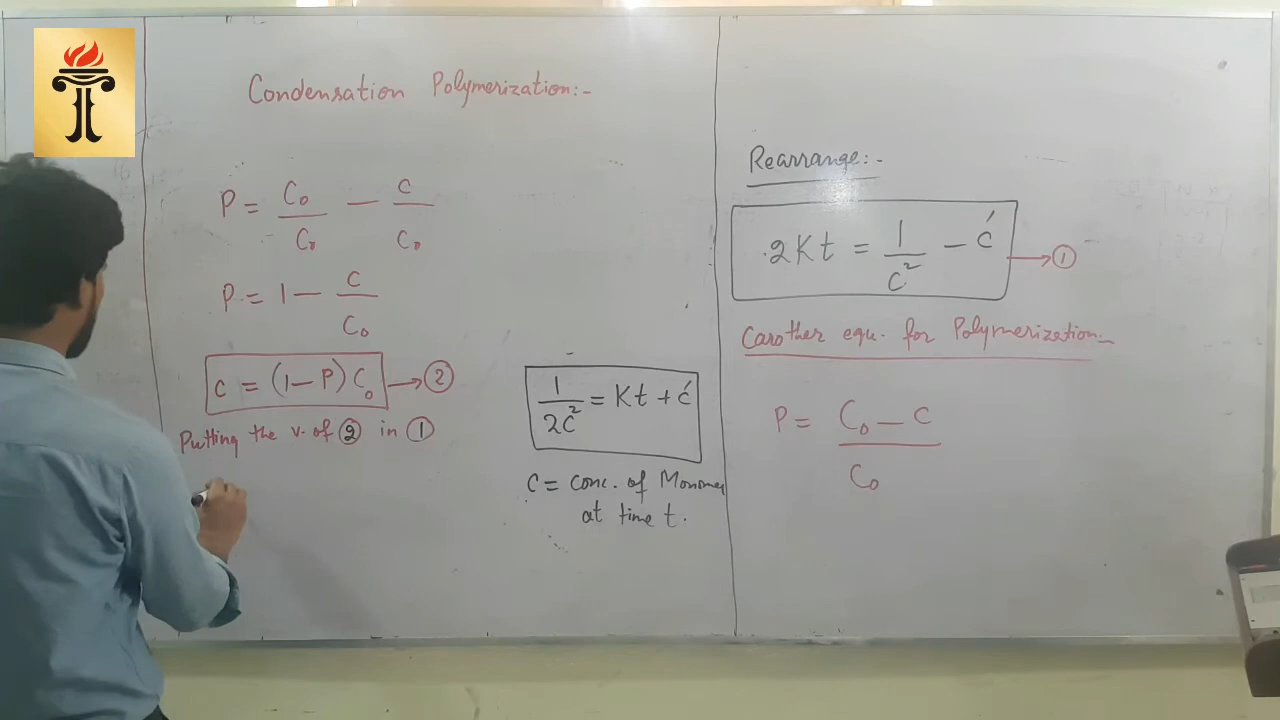 Condensation Polymerization:-
P = C₀/C₀ — C/C₀
P = 1 — C/C₀
C = (1—P) C₀ → ②
Putting the v. of ② in ①
1/2C² = Kt + ć
C = conc. of Monomer
at time t.
Rearrange:-
2Kt = 1/C² — ć → ①
Carother equ. for Polymerization-
P = C₀ — C/C₀